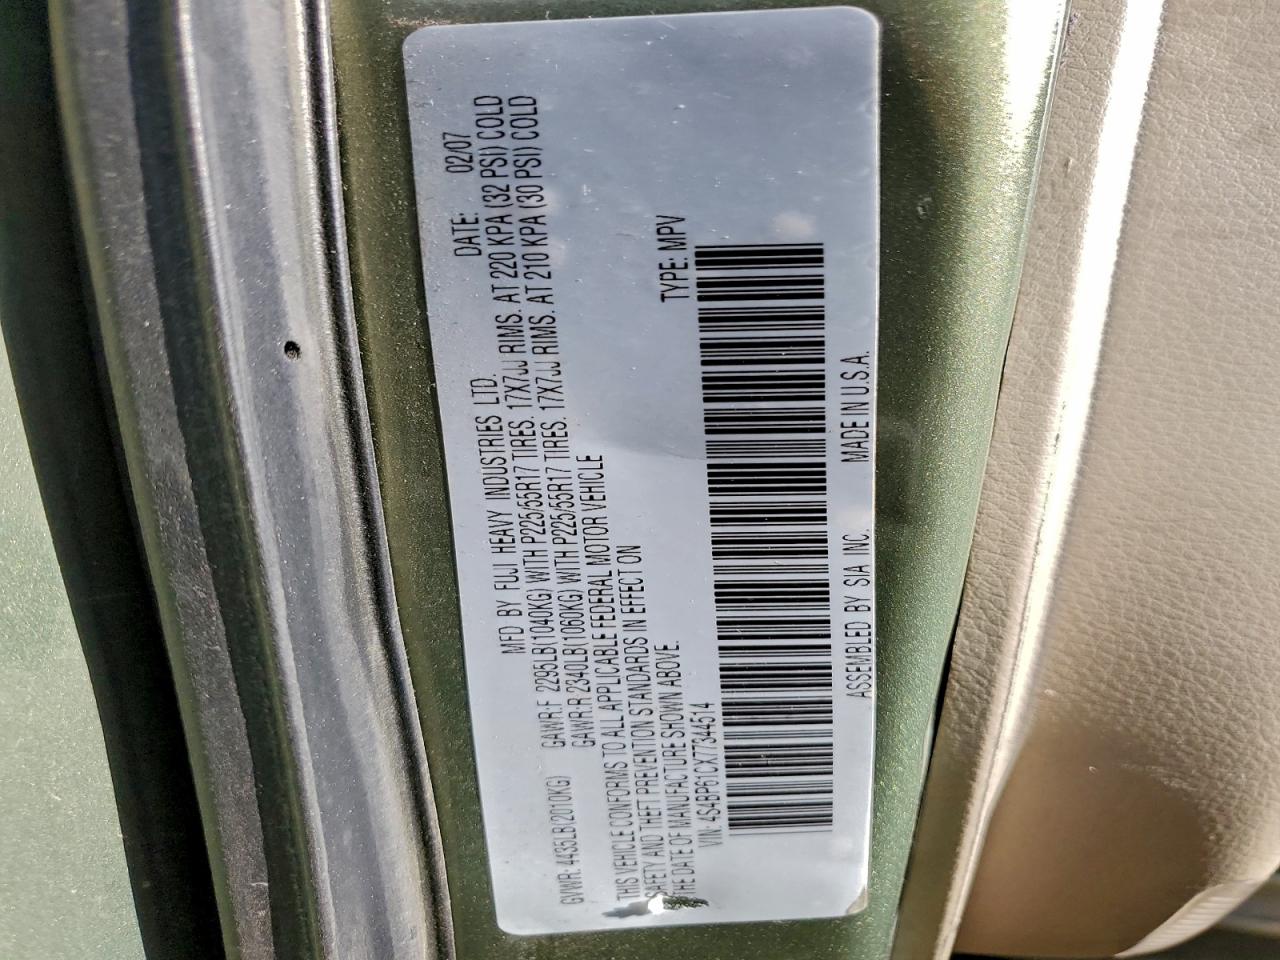 MFD BY FUJI HEAVY INDUSTRIES LTD. DATE: 02/07
GVWR: 4435LB(2010KG) GAWR:F 2295LB(1040KG) WITH P225/55R17 TIRES. 17X7JJ RIMS. AT 220 KPA (32 PSI) COLD
GAWR:R 2340LB(1060KG) WITH P225/55R17 TIRES. 17X7JJ RIMS. AT 210 KPA (30 PSI) COLD
THIS VEHICLE CONFORMS TO ALL APPLICABLE FEDERAL MOTOR VEHICLE
SAFETY AND THEFT PREVENTION STANDARDS IN EFFECT ON
THE DATE OF MANUFACTURE SHOWN ABOVE.
VIN: 4S4BP61CX77344514 TYPE: MPV
ASSEMBLED BY SIA INC. MADE IN U.S.A.